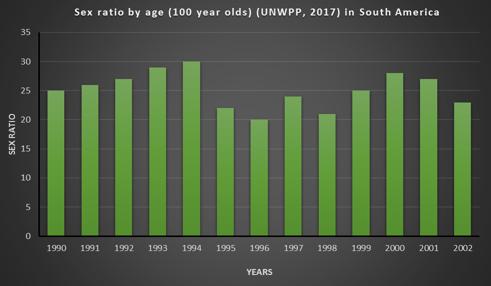 Sex ratio by age (100 year olds) (UNWPP, 2017) in South America
SEX RATIO
35
30
25
20
15
10
5
0
1990 1991 1992 1993 1994 1995 1996 1997 1998 1999 2000 2001 2002
YEARS